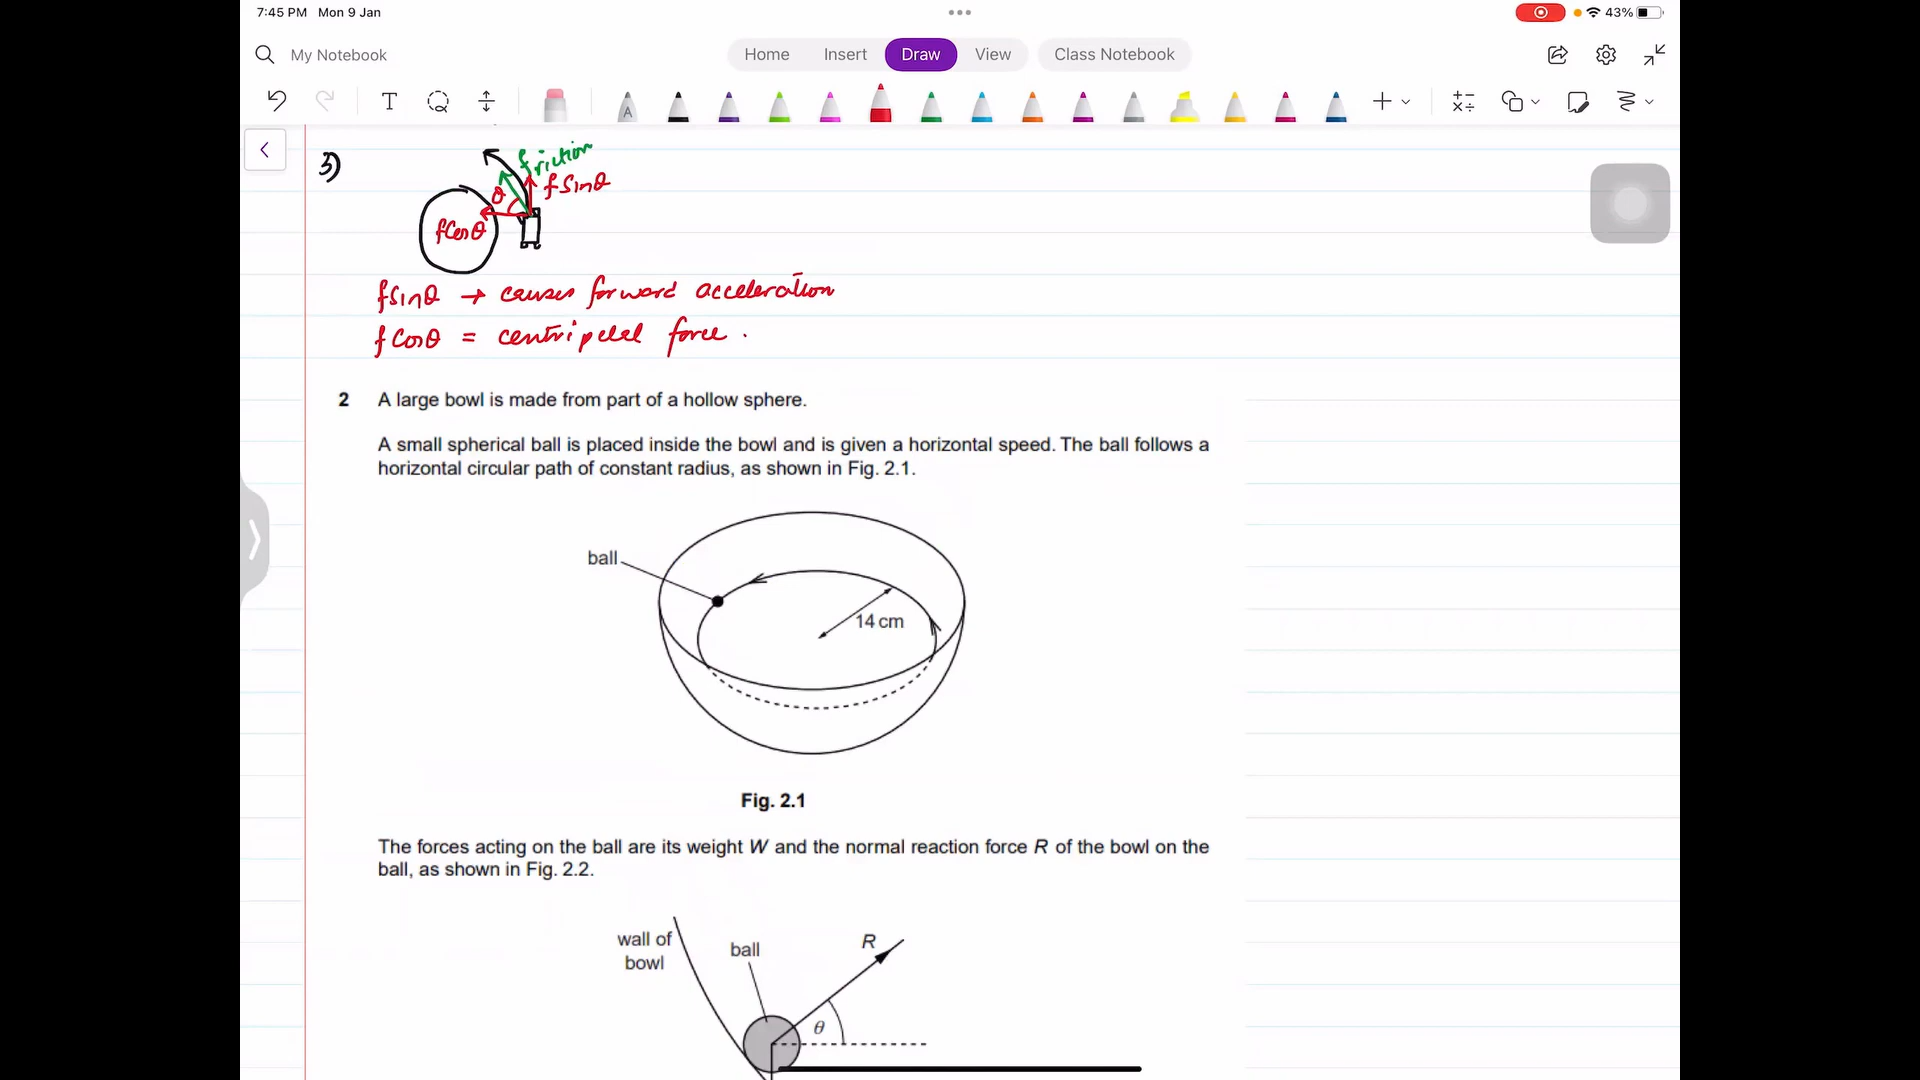 7:45 PM Mon 9 Jan
43%
My Notebook
Home Insert Draw View Class Notebook
T
A
3)
friction
fsinθ
θ
fCosθ
fsinθ → causes forward acceleration
fCosθ = centripetal force.
2 A large bowl is made from part of a hollow sphere.
A small spherical ball is placed inside the bowl and is given a horizontal speed. The ball follows a
horizontal circular path of constant radius, as shown in Fig. 2.1.
ball
14 cm
Fig. 2.1
The forces acting on the ball are its weight W and the normal reaction force R of the bowl on the
ball, as shown in Fig. 2.2.
wall of
bowl
ball
R
θ